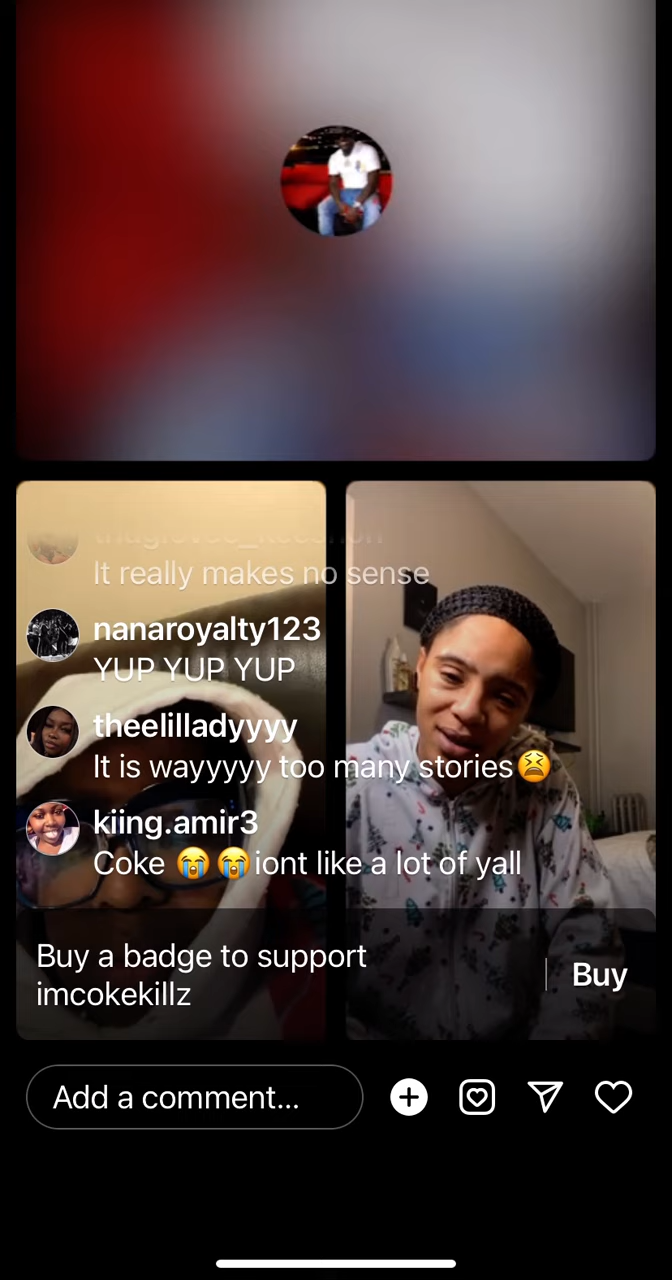 It really makes no sense
nanaroyalty123
YUP YUP YUP
theelilladyyyy
It is wayyyyy too many stories😫
kiing.amir3
Coke 😭😭iont like a lot of yall
Buy a badge to support
imcokekillz
Buy
Add a comment...